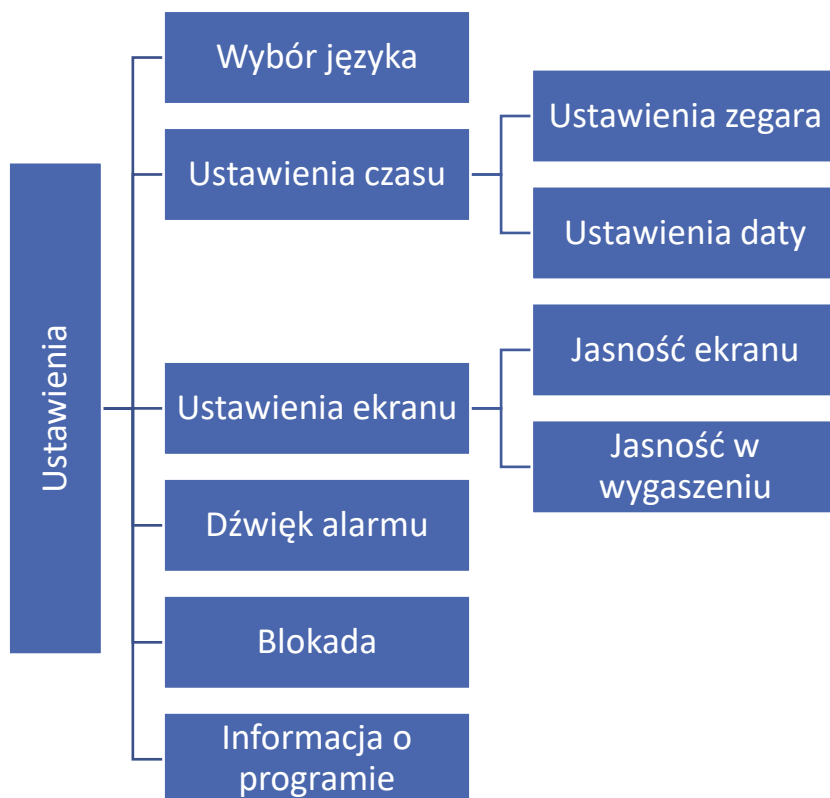 Ustawienia
Wybór języka
Ustawienia czasu
Ustawienia zegara
Ustawienia daty
Ustawienia ekranu
Jasność ekranu
Jasność w
wygaszeniu
Dźwięk alarmu
Blokada
Informacja o
programie